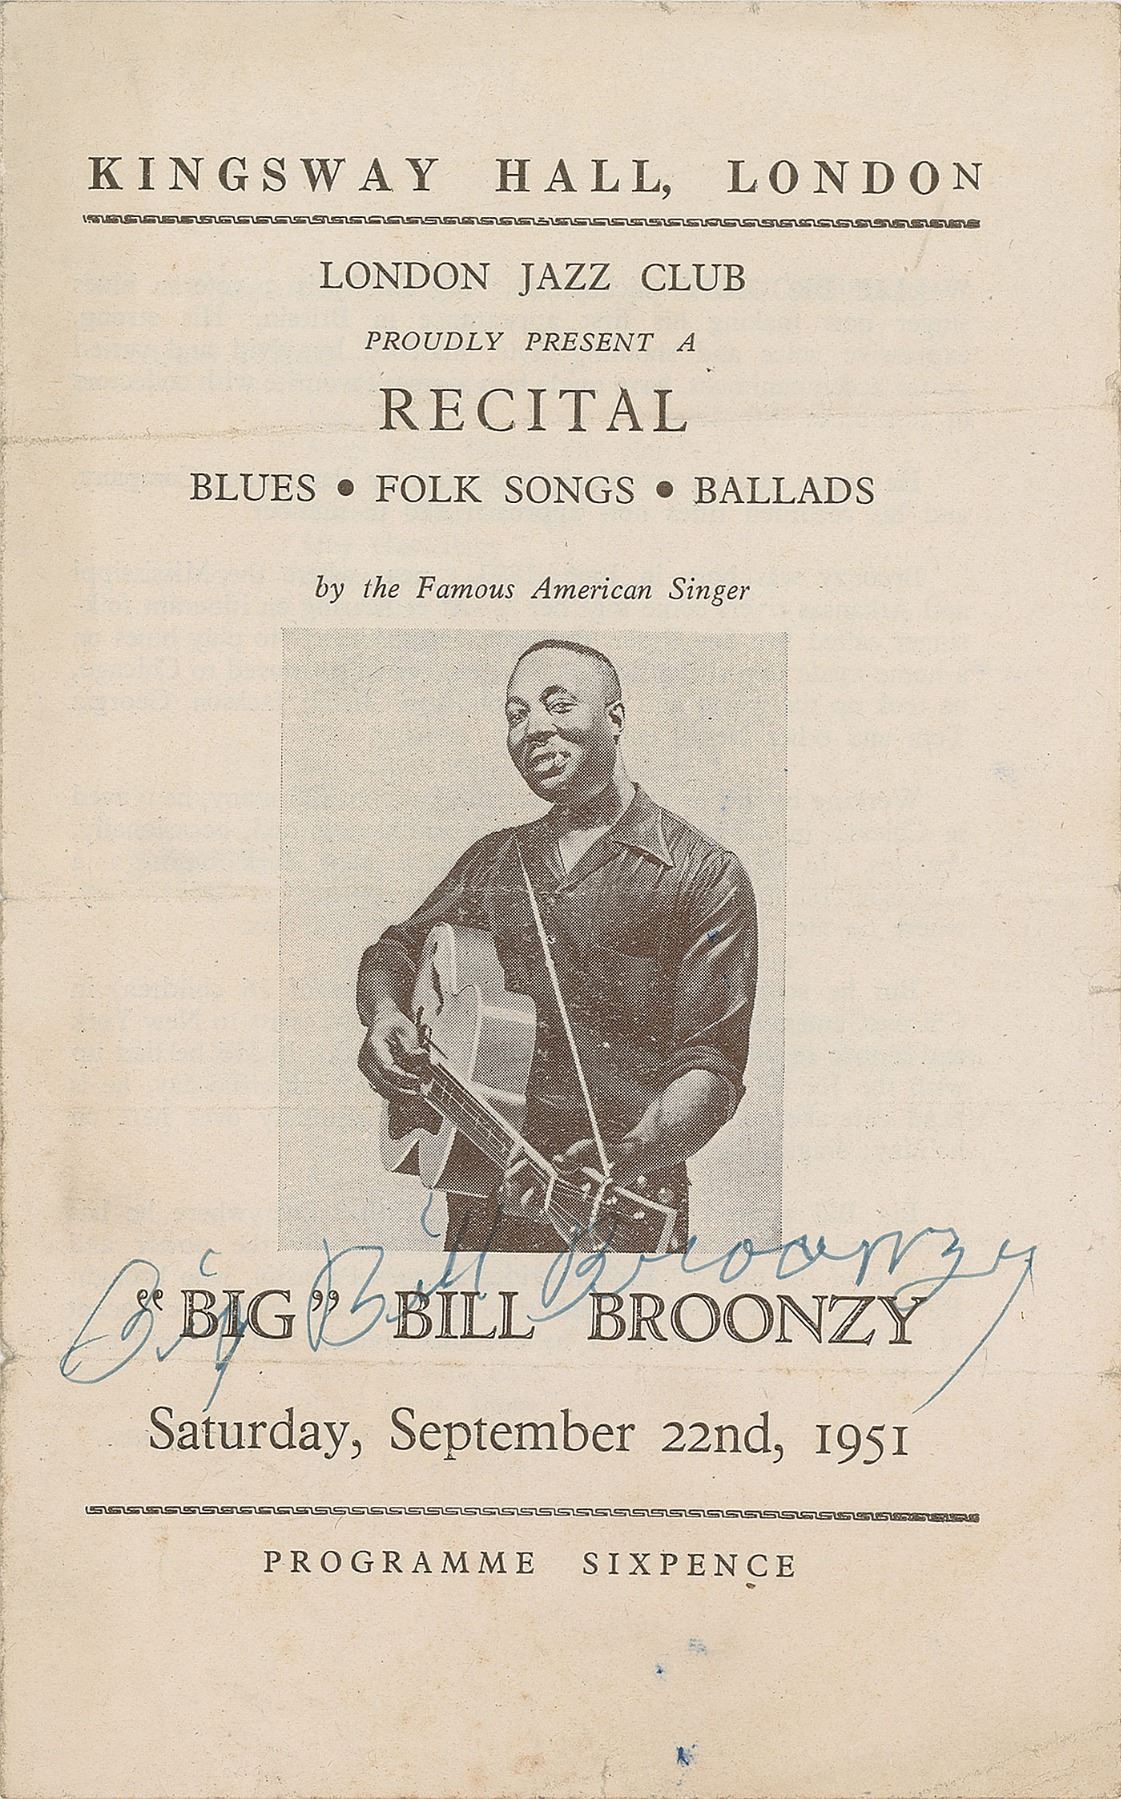 KINGSWAY HALL, LONDON
LONDON JAZZ CLUB
PROUDLY PRESENT A
RECITAL
BLUES • FOLK SONGS • BALLADS
by the Famous American Singer
Big Bill Broonzy
"BIG" BILL BROONZY
Saturday, September 22nd, 1951
PROGRAMME SIXPENCE